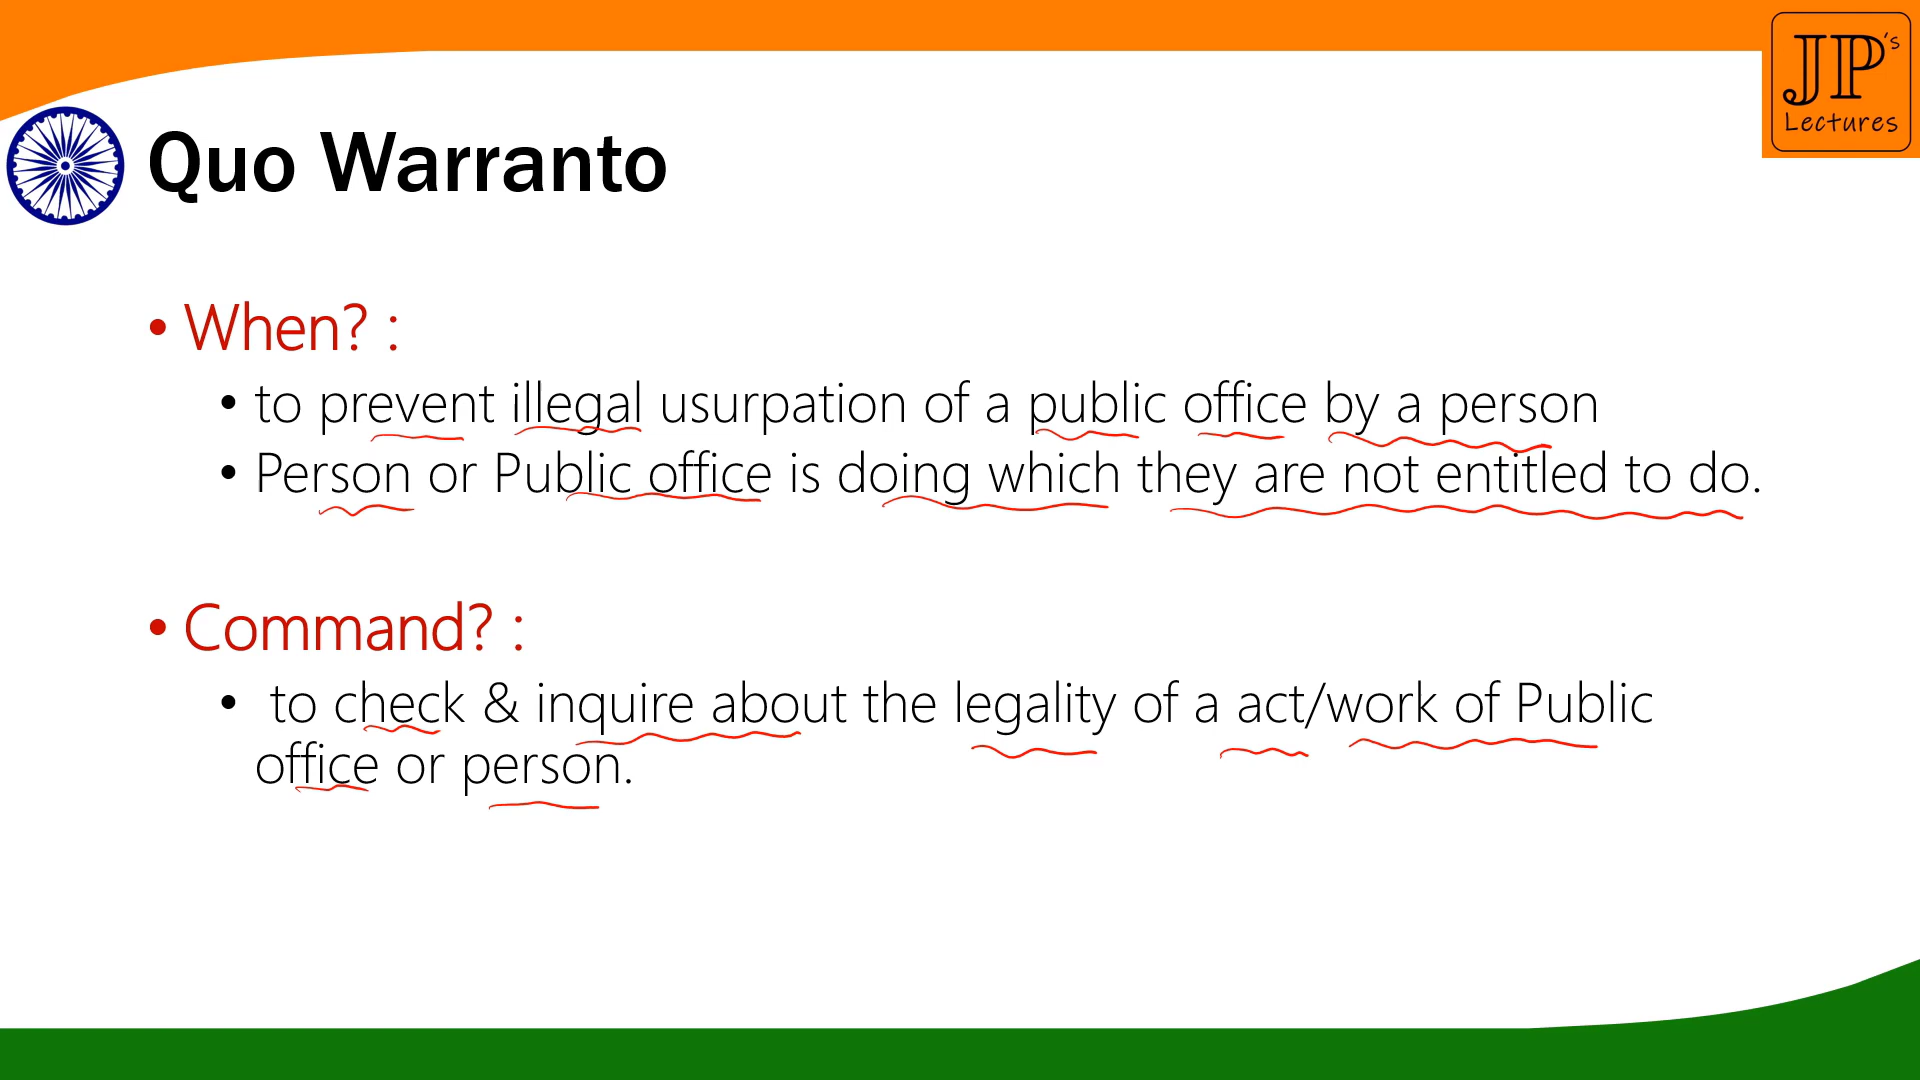 JP's
Lectures
Quo Warranto
• When? :
• to prevent illegal usurpation of a public office by a person
• Person or Public office is doing which they are not entitled to do.
• Command? :
• to check & inquire about the legality of a act/work of Public
office or person.